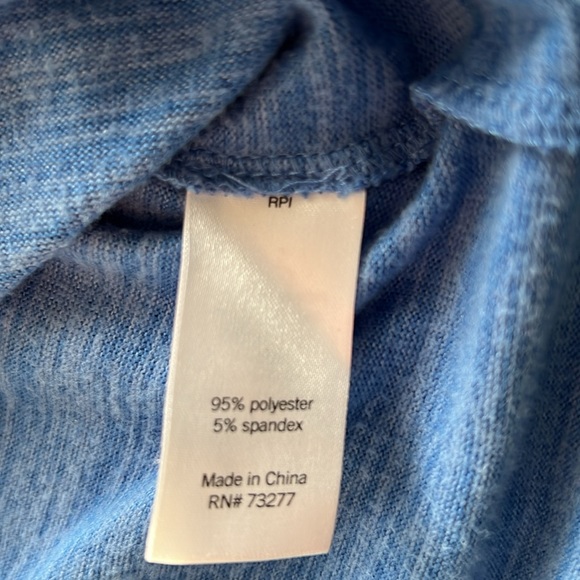 RPI
95% polyester
5% spandex
Made in China
RN# 73277